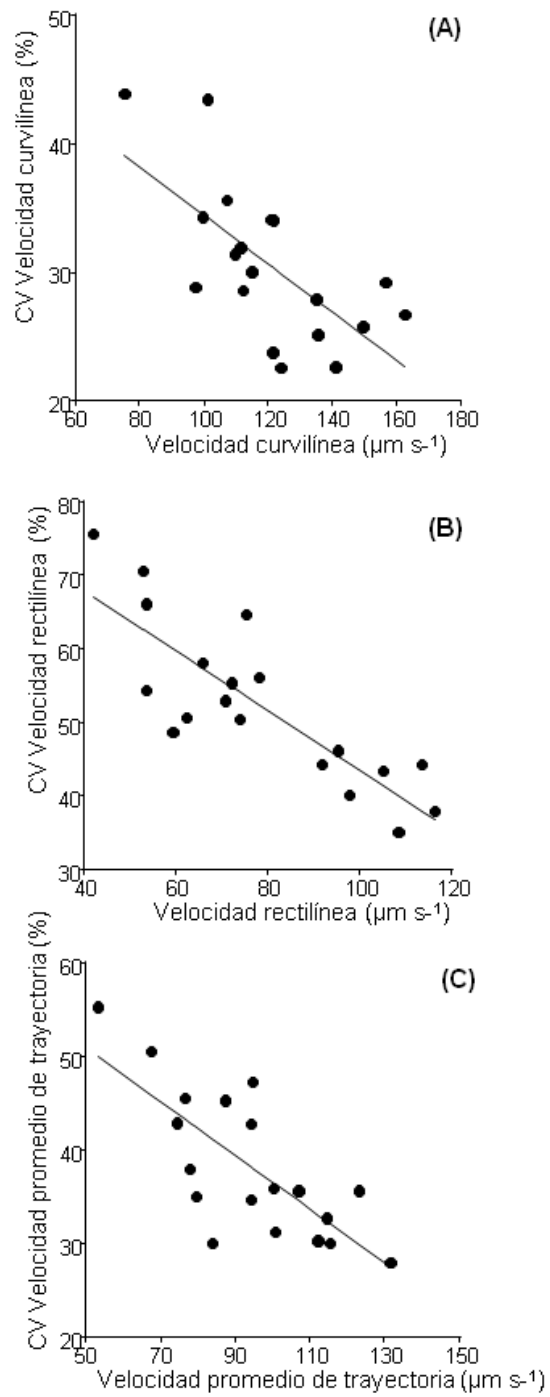 (A)
CV Velocidad curvilínea (%)
50
40
30
20
60 80 100 120 140 160 180
Velocidad curvilínea (µm s-¹)
(B)
CV Velocidad rectilínea (%)
80
70
60
50
40
30
40 60 80 100 120
Velocidad rectilínea (µm s-¹)
(C)
CV Velocidad promedio de trayectoria (%)
60
50
40
30
20
50 70 90 110 130 150
Velocidad promedio de trayectoria (µm s-¹)